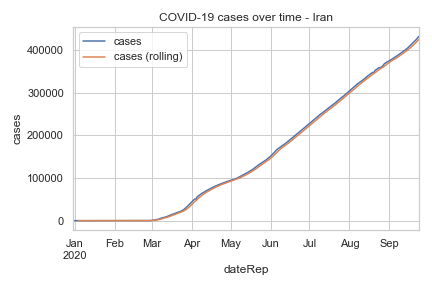 COVID-19 cases over time - Iran
cases
cases (rolling)
400000
300000
200000
100000
0
cases
Jan Feb Mar Apr May Jun Jul Aug Sep
2020
dateRep